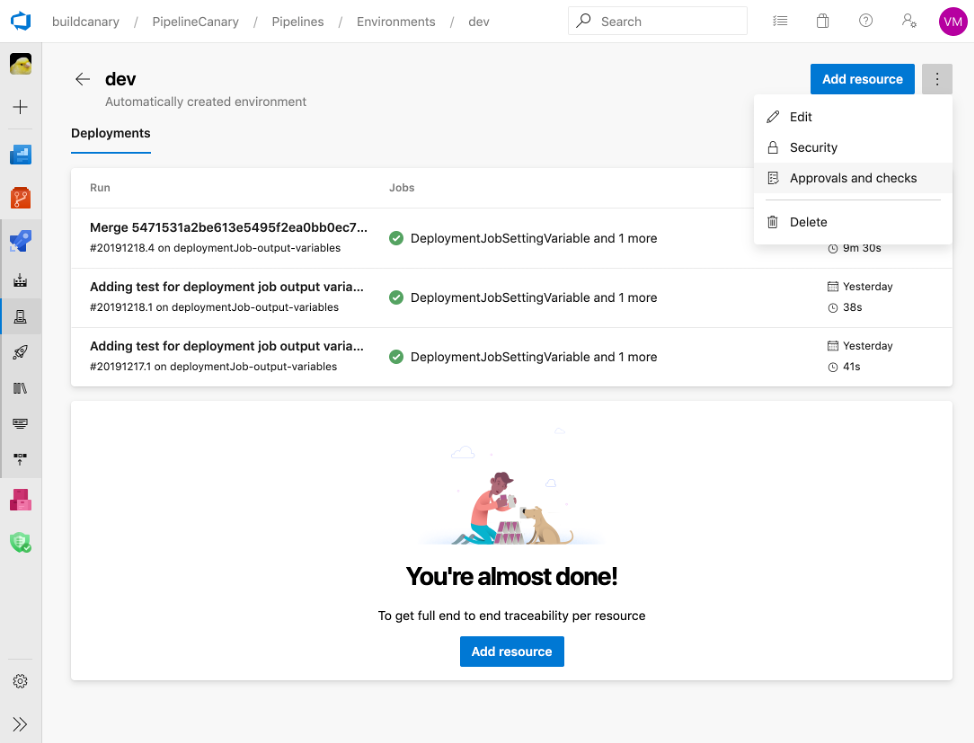 buildcanary / PipelineCanary / Pipelines / Environments / dev
Search
VM
dev
Add resource
Automatically created environment
Edit
Deployments
Security
Approvals and checks
Run Jobs
Delete
Merge 5471531a2be613e5495f2ea0bb0ec7...
#20191218.4 on deploymentJob-output-variables
DeploymentJobSettingVariable and 1 more
9m 30s
Adding test for deployment job output varia...
#20191218.1 on deploymentJob-output-variables
DeploymentJobSettingVariable and 1 more
Yesterday
38s
Adding test for deployment job output varia...
#20191217.1 on deploymentJob-output-variables
DeploymentJobSettingVariable and 1 more
Yesterday
41s
You're almost done!
To get full end to end traceability per resource
Add resource